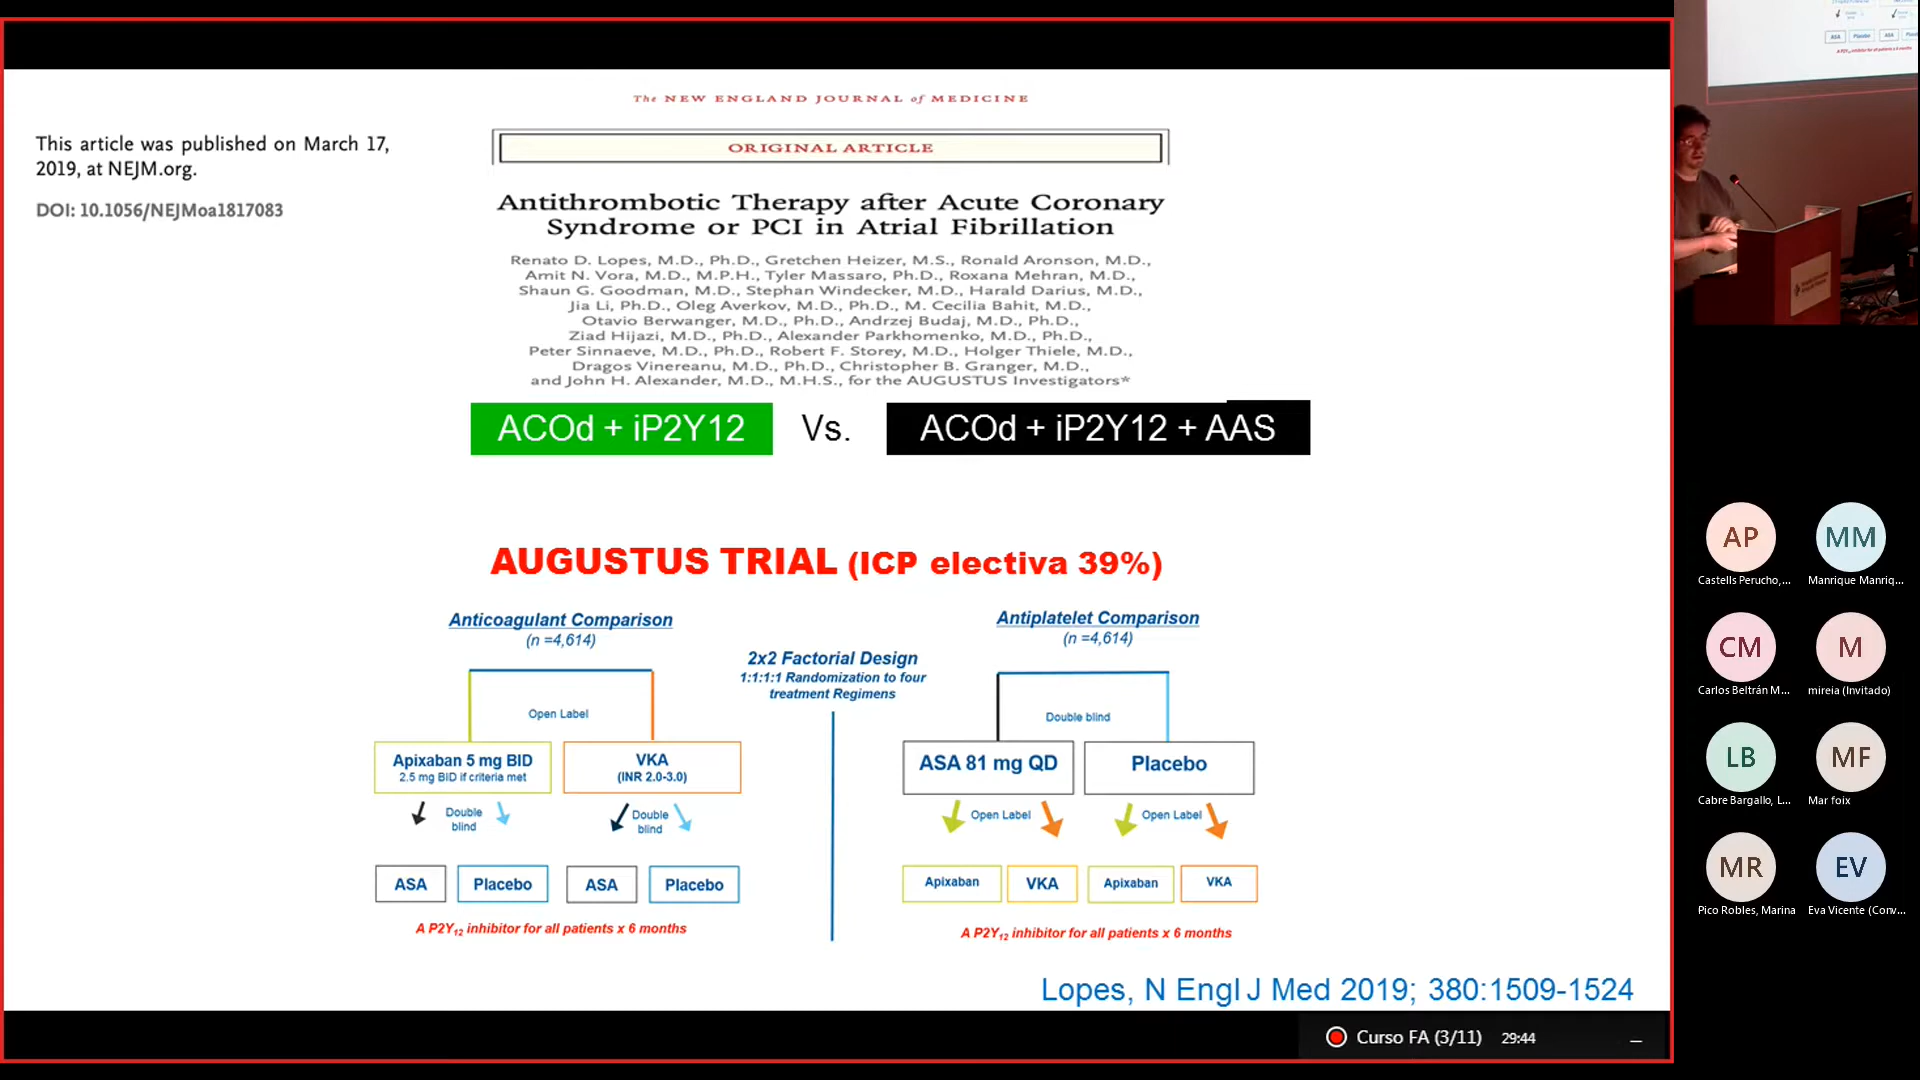 The NEW ENGLAND JOURNAL of MEDICINE
This article was published on March 17,
2019, at NEJM.org.
DOI: 10.1056/NEJMoa1817083
ORIGINAL ARTICLE
Antithrombotic Therapy after Acute Coronary
Syndrome or PCI in Atrial Fibrillation
Renato D. Lopes, M.D., Ph.D., Gretchen Heizer, M.S., Ronald Aronson, M.D.,
Amit N. Vora, M.D., M.P.H., Tyler Massaro, Ph.D., Roxana Mehran, M.D.,
Shaun G. Goodman, M.D., Stephan Windecker, M.D., Harald Darius, M.D.,
Jia Li, Ph.D., Oleg Averkov, M.D., Ph.D., M. Cecilia Bahit, M.D.,
Otavio Berwanger, M.D., Ph.D., Andrzej Budaj, M.D., Ph.D.,
Ziad Hijazi, M.D., Ph.D., Alexander Parkhomenko, M.D., Ph.D.,
Peter Sinnaeve, M.D., Ph.D., Robert F. Storey, M.D., Holger Thiele, M.D.,
Dragos Vinereanu, M.D., Ph.D., Christopher B. Granger, M.D.,
and John H. Alexander, M.D., M.H.S., for the AUGUSTUS Investigators*
ACOd + iP2Y12 Vs. ACOd + iP2Y12 + AAS
AUGUSTUS TRIAL (ICP electiva 39%)
Anticoagulant Comparison
(n =4,614)
Open Label
Apixaban 5 mg BID
2.5 mg BID if criteria met
VKA
(INR 2.0-3.0)
Double
blind
Double
blind
ASA
Placebo
ASA
Placebo
A P2Y12 inhibitor for all patients x 6 months
2x2 Factorial Design
1:1:1:1 Randomization to four
treatment Regimens
Antiplatelet Comparison
(n =4,614)
Double blind
ASA 81 mg QD
Placebo
Open Label
Open Label
Apixaban
VKA
Apixaban
VKA
A P2Y12 inhibitor for all patients x 6 months
Lopes, N Engl J Med 2019; 380:1509-1524
Curso FA (3/11) 29:44
AP
Castells Perucho,...
MM
Manrique Manriq...
CM
Carlos Beltrán M...
M
mireia (Invitado)
LB
Cabre Bargallo, L...
MF
Mar foix
MR
Pico Robles, Marina
EV
Eva Vicente (Conv...